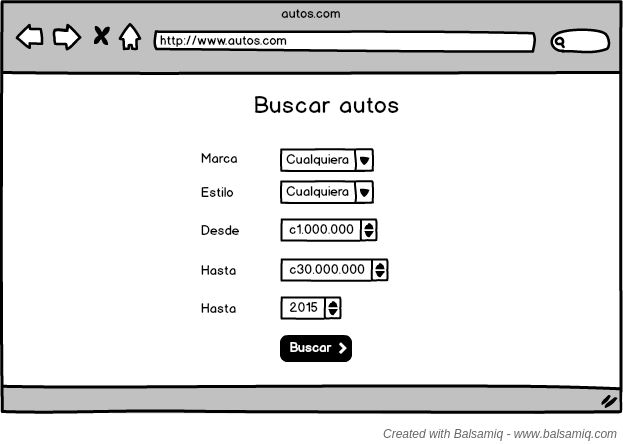 autos.com
http://www.autos.com
Buscar autos
Marca Cualquiera
Estilo Cualquiera
Desde c1.000.000
Hasta c30.000.000
Hasta 2015
Buscar
Created with Balsamiq - www.balsamiq.com